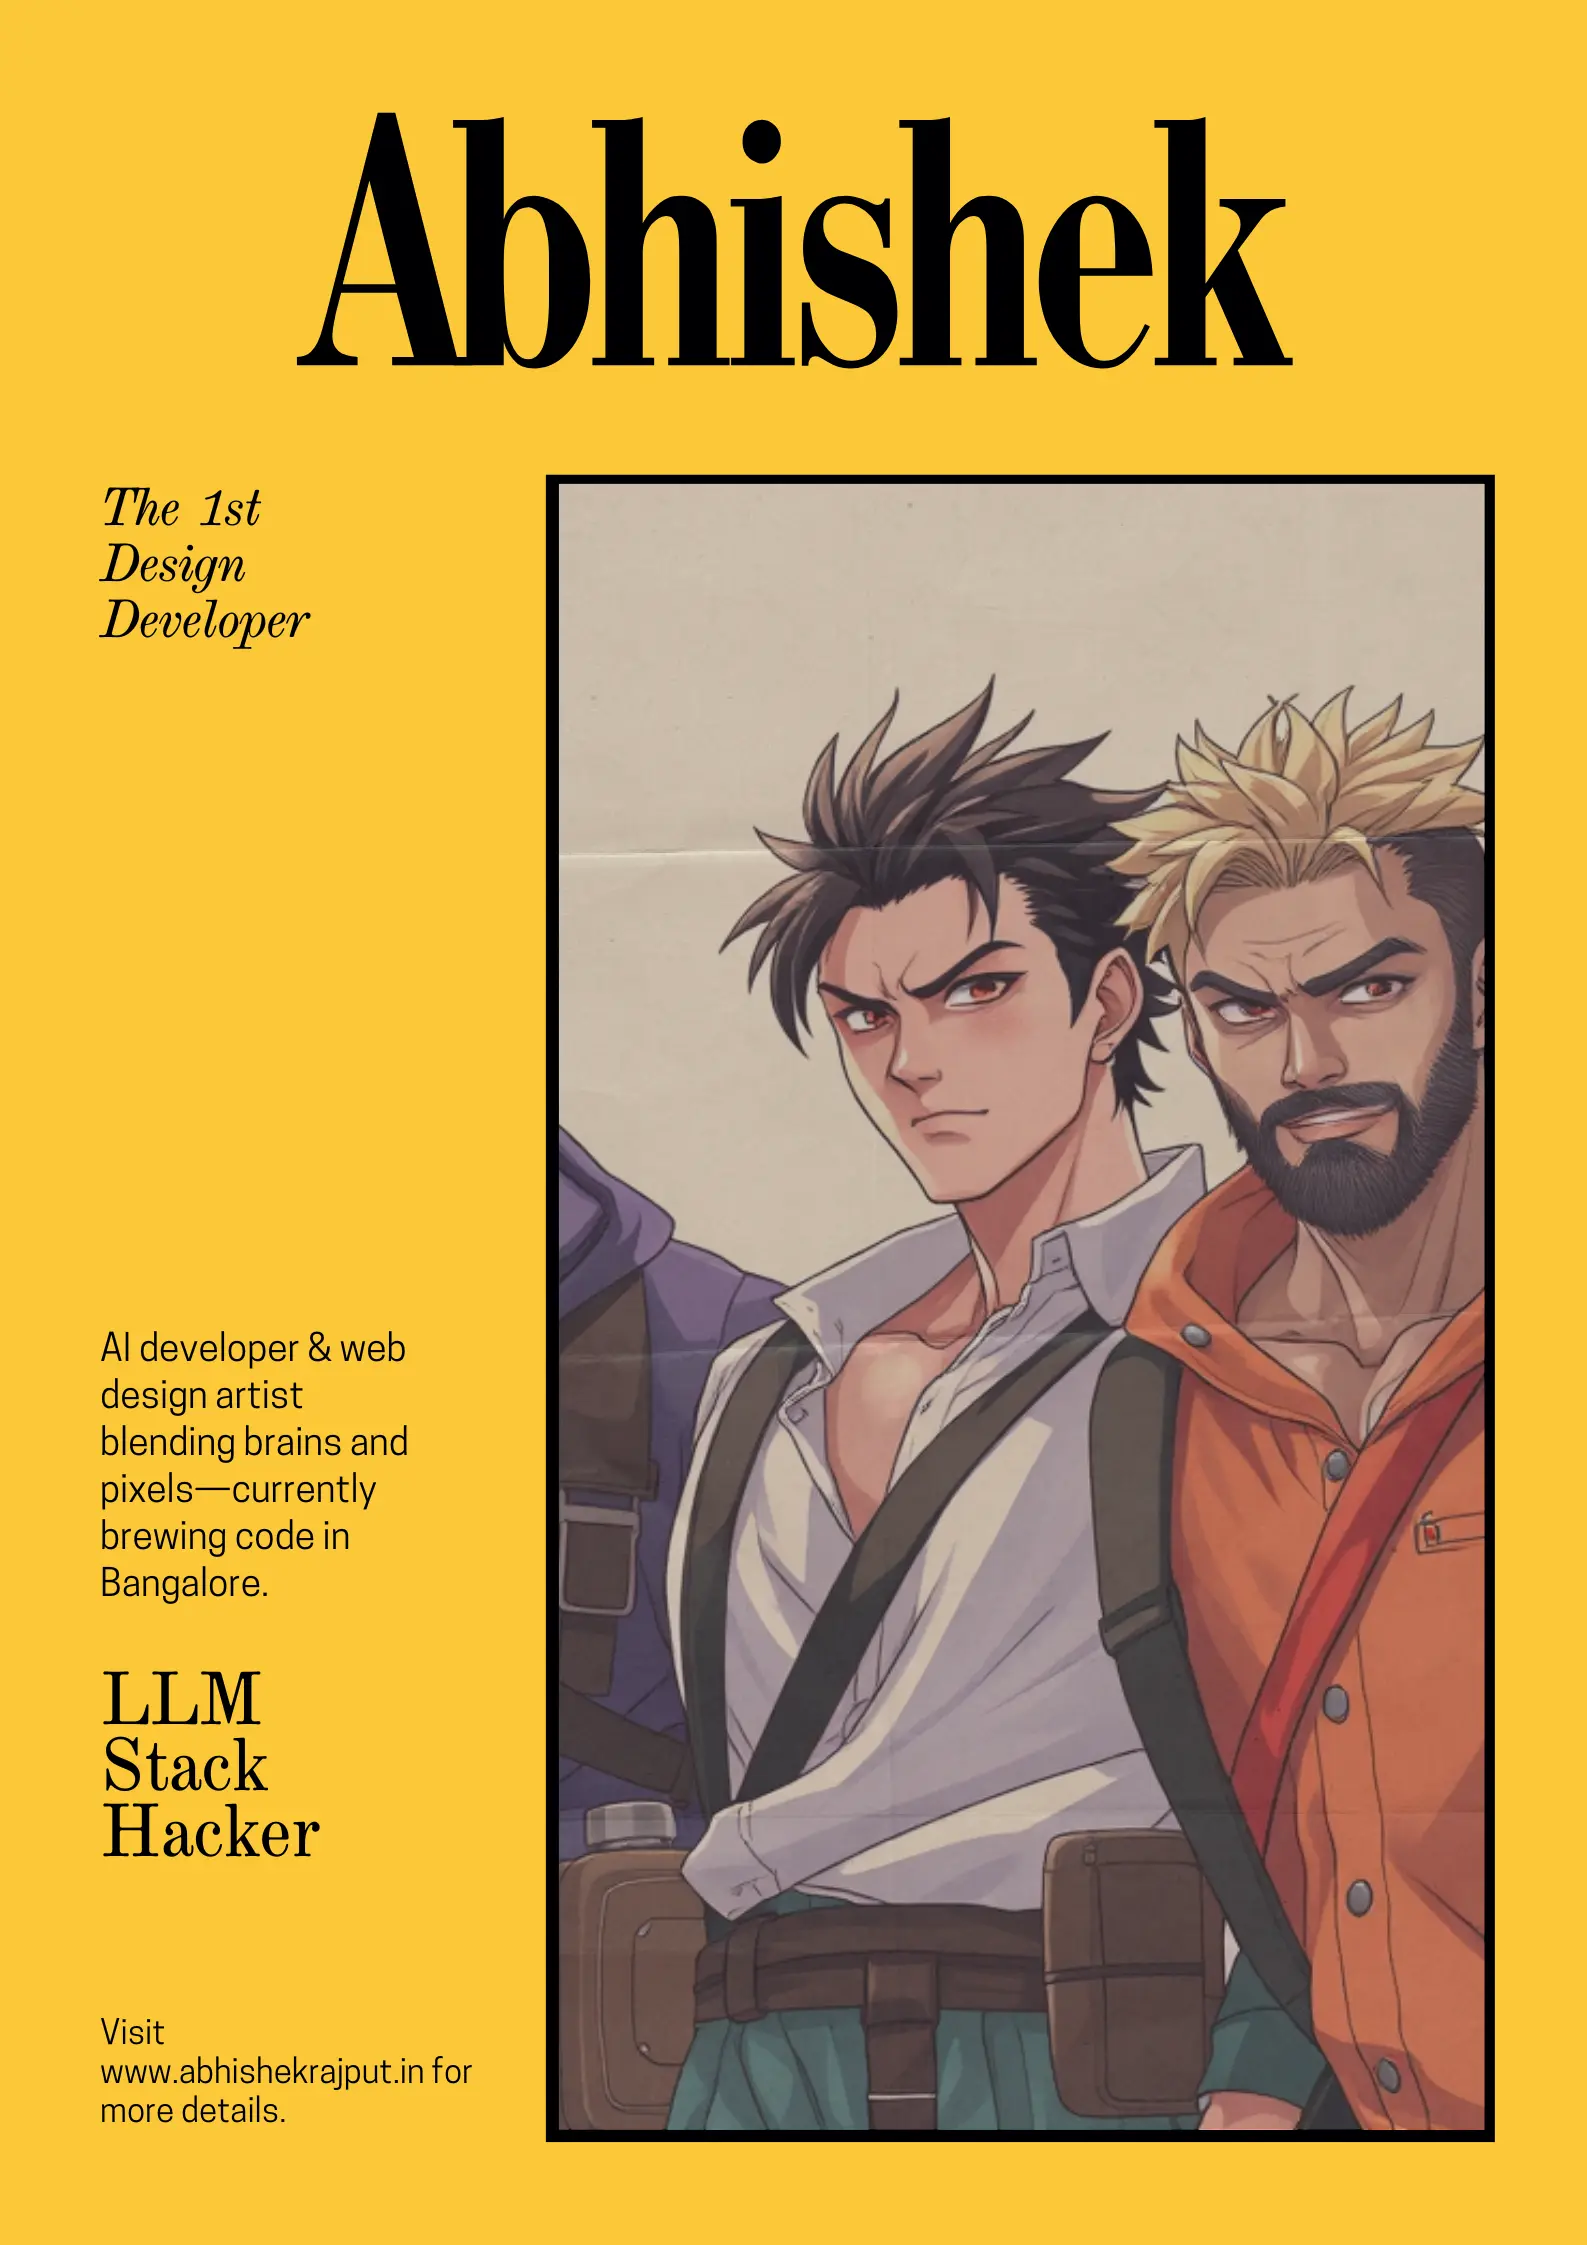 Abhishek
The 1st
Design
Developer
AI developer & web
design artist
blending brains and
pixels—currently
brewing code in
Bangalore.
LLM
Stack
Hacker
Visit
www.abhishekrajput.in for
more details.